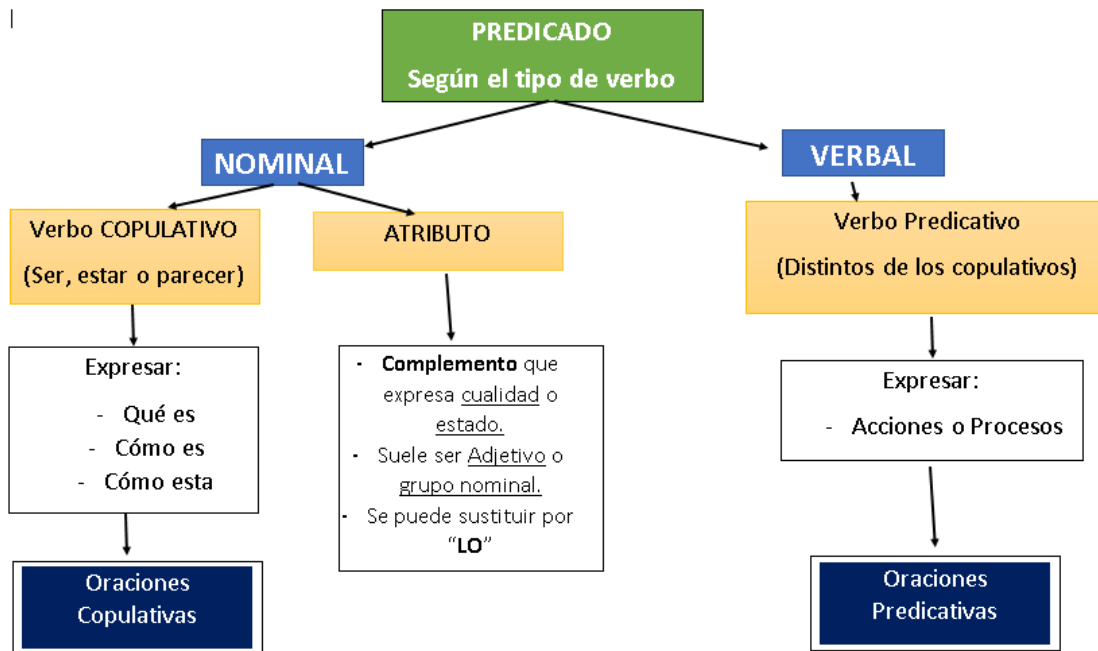 PREDICADO
Según el tipo de verbo
NOMINAL
VERBAL
Verbo COPULATIVO
(Ser, estar o parecer)
ATRIBUTO
Verbo Predicativo
(Distintos de los copulativos)
Expresar:
- Qué es
- Cómo es
- Cómo esta
- Complemento que
expresa cualidad o
estado.
- Suele ser Adjetivo o
grupo nominal.
- Se puede sustituir por
“LO”
Expresar:
- Acciones o Procesos
Oraciones
Copulativas
Oraciones
Predicativas